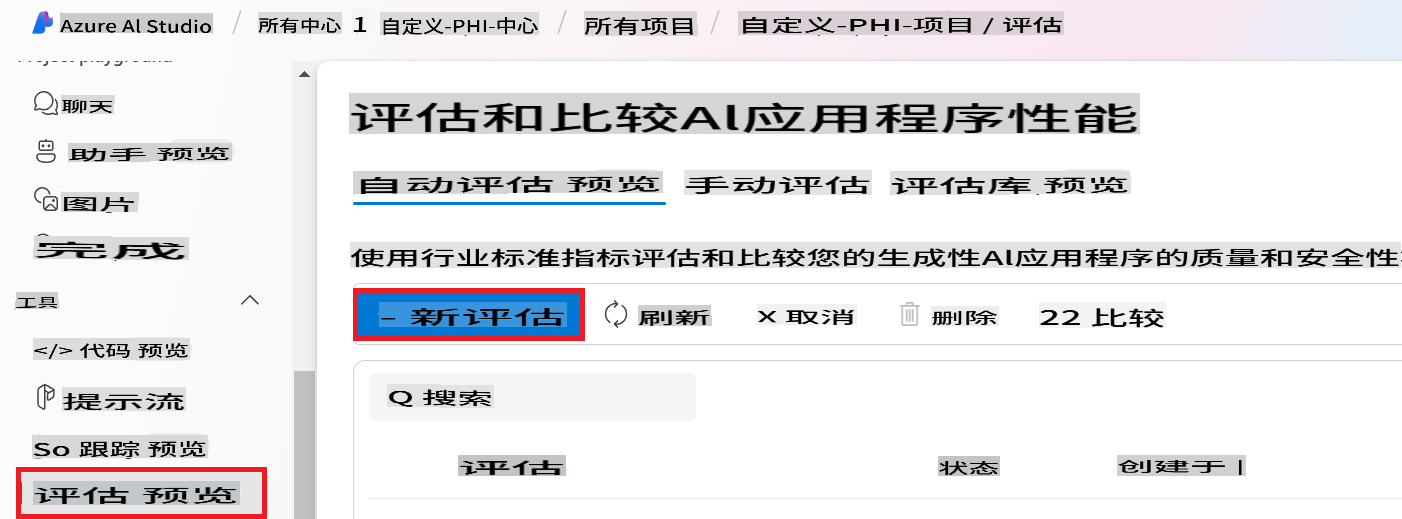 Azure Al Studio / 所有中心 1 自定义-PHI-中心 / 所有项目 / 自定义-PHI-项目 / 评估
Project playground
聊天
助手 预览
图片
完成
工具
</> 代码 预览
提示流
So 跟踪 预览
评估 预览
评估和比较Al应用程序性能
自动评估 预览 手动评估 评估库 预览
使用行业标准指标评估和比较您的生成性Al应用程序的质量和安全性
- 新评估 刷新 X 取消 删除 22 比较
Q 搜索
评估 状态 创建于 |